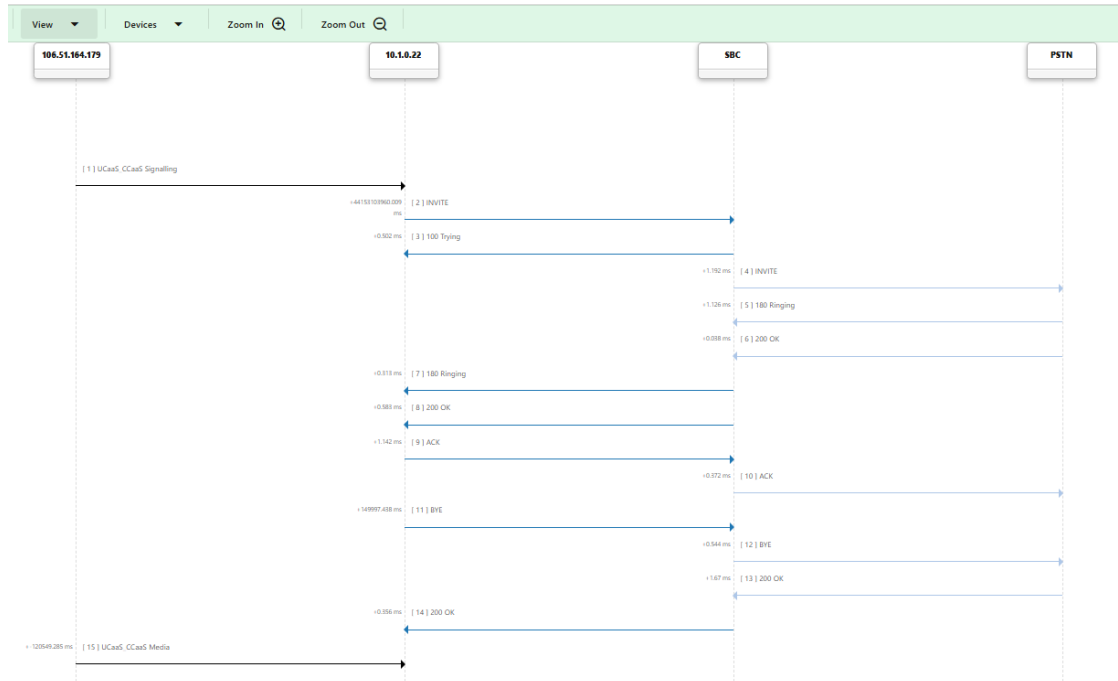 View Devices Zoom In Zoom Out
106.51.164.179 10.1.0.22 SBC PSTN
[ 1 ] UCaaS_CCaaS Signalling
+44153103960.009 ms [ 2 ] INVITE
+0.902 ms [ 3 ] 100 Trying
+1.192 ms [ 4 ] INVITE
+1.126 ms [ 5 ] 180 Ringing
+0.038 ms [ 6 ] 200 OK
+0.313 ms [ 7 ] 180 Ringing
+0.583 ms [ 8 ] 200 OK
+1.142 ms [ 9 ] ACK
+0.372 ms [ 10 ] ACK
+149997.438 ms [ 11 ] BYE
+0.544 ms [ 12 ] BYE
+1.67 ms [ 13 ] 200 OK
+0.556 ms [ 14 ] 200 OK
+-120549.285 ms [ 15 ] UCaaS_CCaaS Media